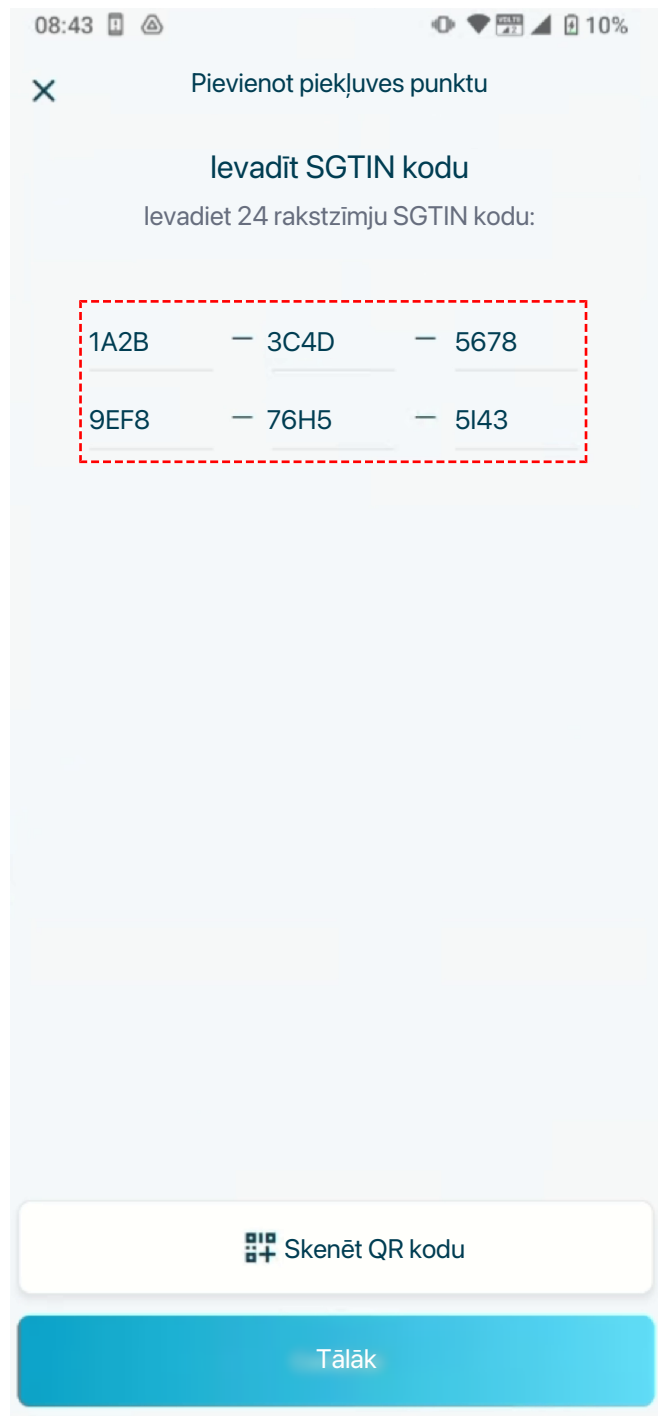 08:43 10%
Pievienot piekļuves punktu
Ievadīt SGTIN kodu
Ievadiet 24 rakstzīmju SGTIN kodu:
1A2B – 3C4D – 5678
9EF8 – 76H5 – 5I43
Skenēt QR kodu
Tālāk